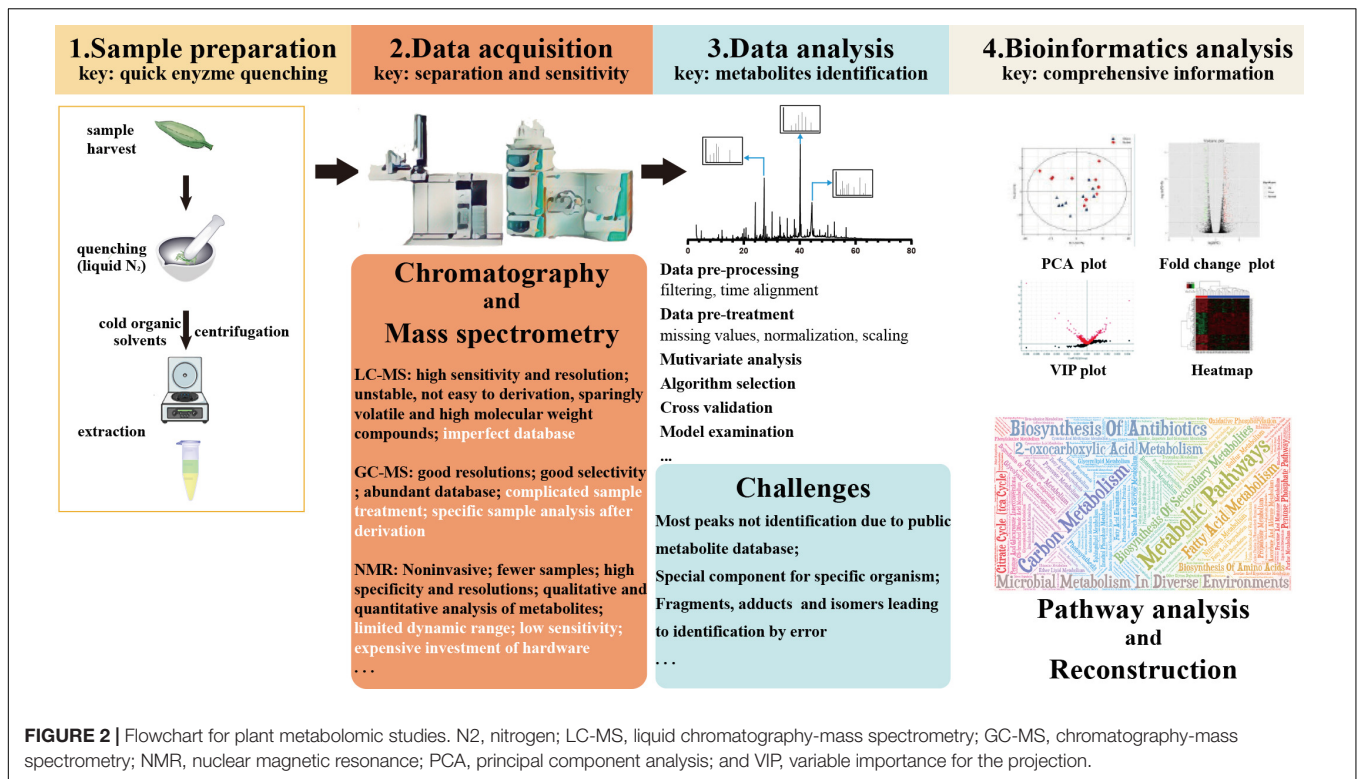 1.Sample preparation
key: quick enyzme quenching
sample
harvest
quenching
(liquid N₂)
cold organic
solvents
centrifugation
extraction
2.Data acquisition
key: separation and sensitivity
Chromatography
and
Mass spectrometry
LC-MS: high sensitivity and resolution;
unstable, not easy to derivation, sparingly
volatile and high molecular weight
compounds; imperfect database
GC-MS: good resolutions; good selectivity
; abundant database; complicated sample
treatment; specific sample analysis after
derivation
NMR: Noninvasive; fewer samples; high
specificity and resolutions; qualitative and
quantitative analysis of metabolites;
limited dynamic range; low sensitivity;
expensive investment of hardware
. . .
3.Data analysis
key: metabolites identification
0 20 40 60 80
Data pre-processing
filtering, time alignment
Data pre-treatment
missing values, normalization, scaling
Mutivariate analysis
Algorithm selection
Cross validation
Model examination
...
Challenges
Most peaks not identification due to public
metabolite database;
Special component for specific organism;
Fragments, adducts and isomers leading
to identification by error
. . .
4.Bioinformatics analysis
key: comprehensive information
PCA plot
Fold change plot
VIP plot
Heatmap
Biosynthesis Of Antibiotics
2-oxocarboxylic Acid Metabolism
Citrate Cycle (tca Cycle)
Carbon Metabolism
Biosynthesis Of Secondary Metabolites
Metabolic Pathways
Fatty Acid Metabolism
Oxidative Phosphorylation
Pentose Phosphate Pathway
Biosynthesis Of Amino Acids
Microbial Metabolism In Diverse Environments
Pathway analysis
and
Reconstruction
FIGURE 2 | Flowchart for plant metabolomic studies. N2, nitrogen; LC-MS, liquid chromatography-mass spectrometry; GC-MS, chromatography-mass
spectrometry; NMR, nuclear magnetic resonance; PCA, principal component analysis; and VIP, variable importance for the projection.